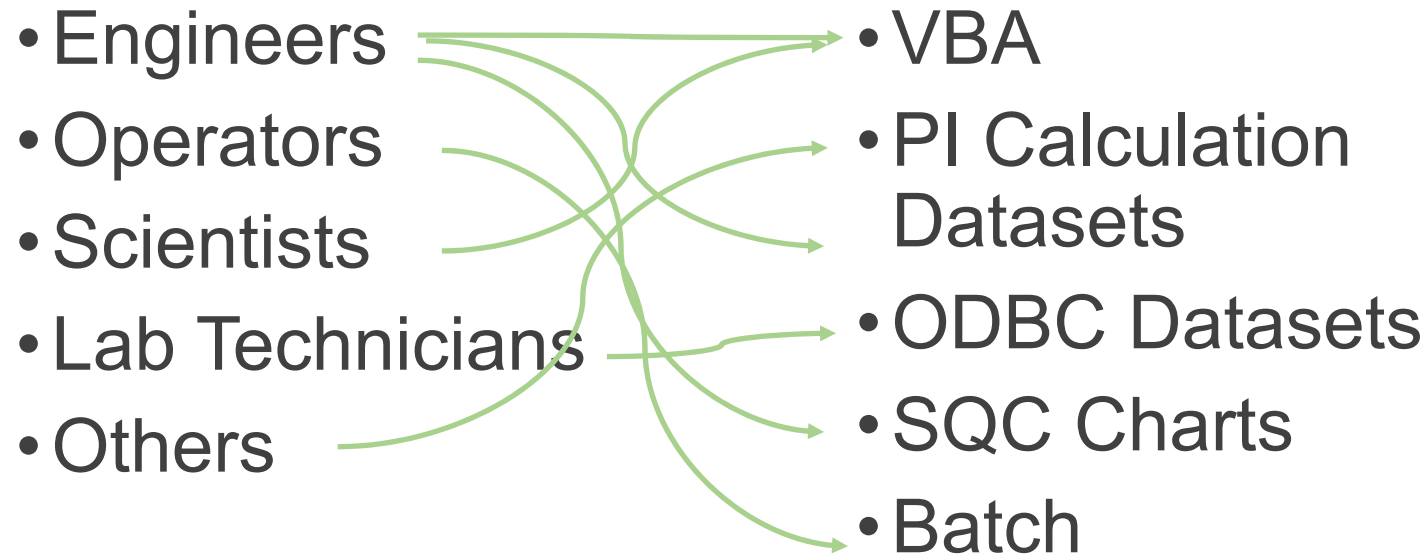 • Engineers
• Operators
• Scientists
• Lab Technicians
• Others
• VBA
• PI Calculation
Datasets
• ODBC Datasets
• SQC Charts
• Batch